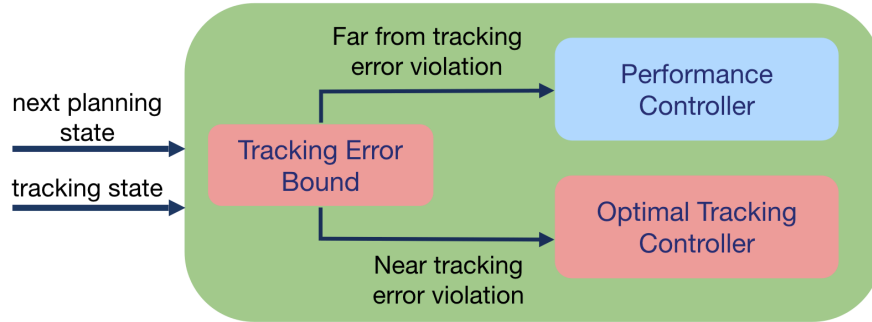 next planning
state
tracking state
Tracking Error
Bound
Far from tracking
error violation
Performance
Controller
Near tracking
error violation
Optimal Tracking
Controller